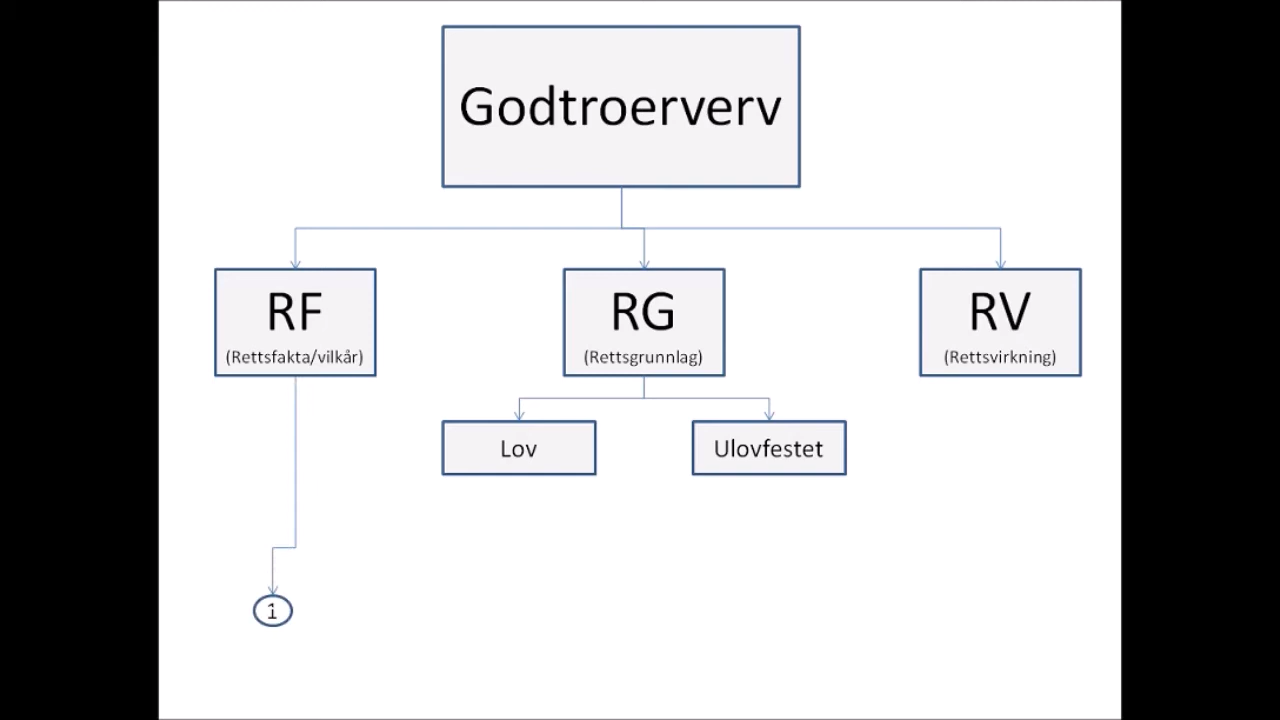 Godtroerverv
RF
(Rettsfakta/vilkår)
RG
(Rettsgrunnlag)
RV
(Rettsvirkning)
Lov
Ulovfestet
1